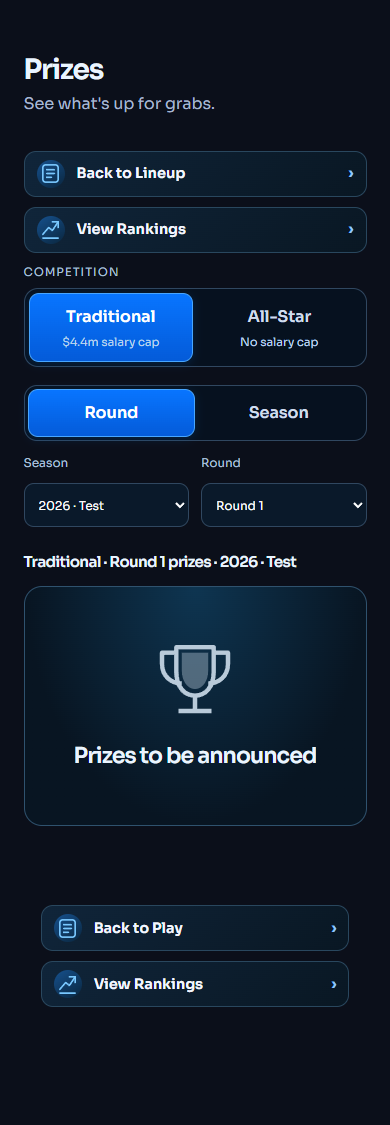 Prizes
See what's up for grabs.
Back to Lineup
View Rankings
COMPETITION
Traditional
$4.4m salary cap
All-Star
No salary cap
Round
Season
Season
Round
2026 · Test
Round 1
Traditional · Round 1 prizes · 2026 · Test
Prizes to be announced
Back to Play
View Rankings